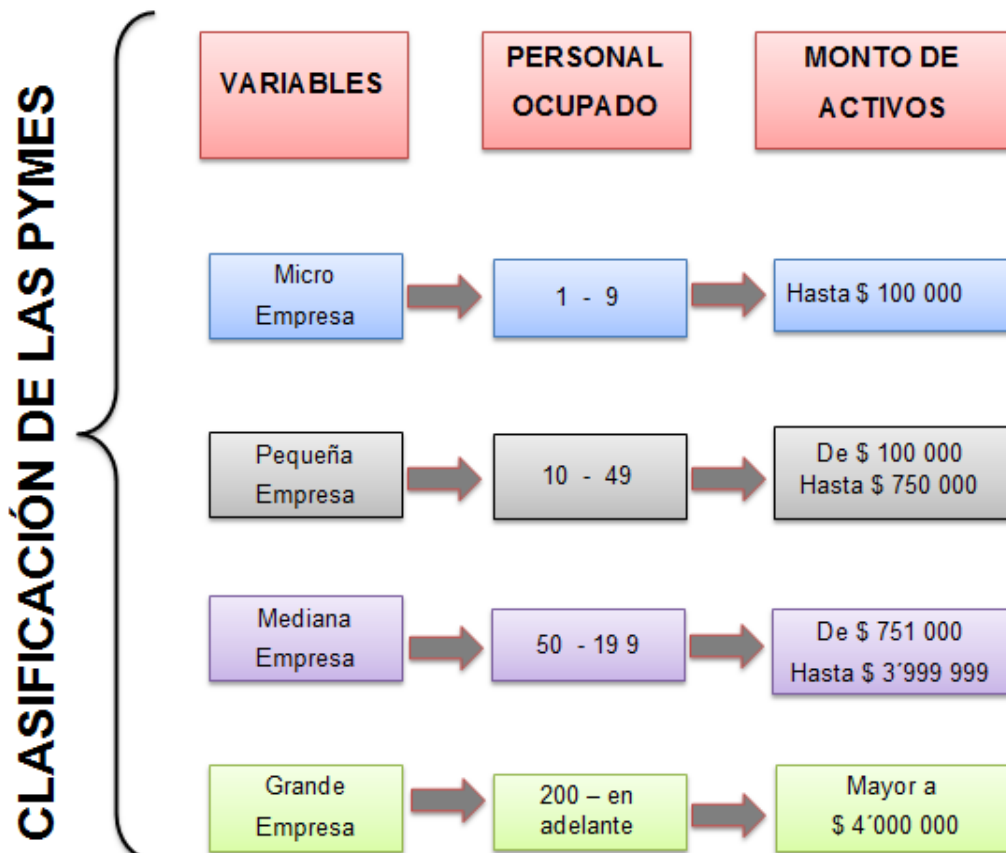 CLASIFICACIÓN DE LAS PYMES
VARIABLES
PERSONAL
OCUPADO
MONTO DE
ACTIVOS
Micro
Empresa
1 - 9
Hasta $ 100 000
Pequeña
Empresa
10 - 49
De $ 100 000
Hasta $ 750 000
Mediana
Empresa
50 - 19 9
De $ 751 000
Hasta $ 3´999 999
Grande
Empresa
200 – en
adelante
Mayor a
$ 4´000 000